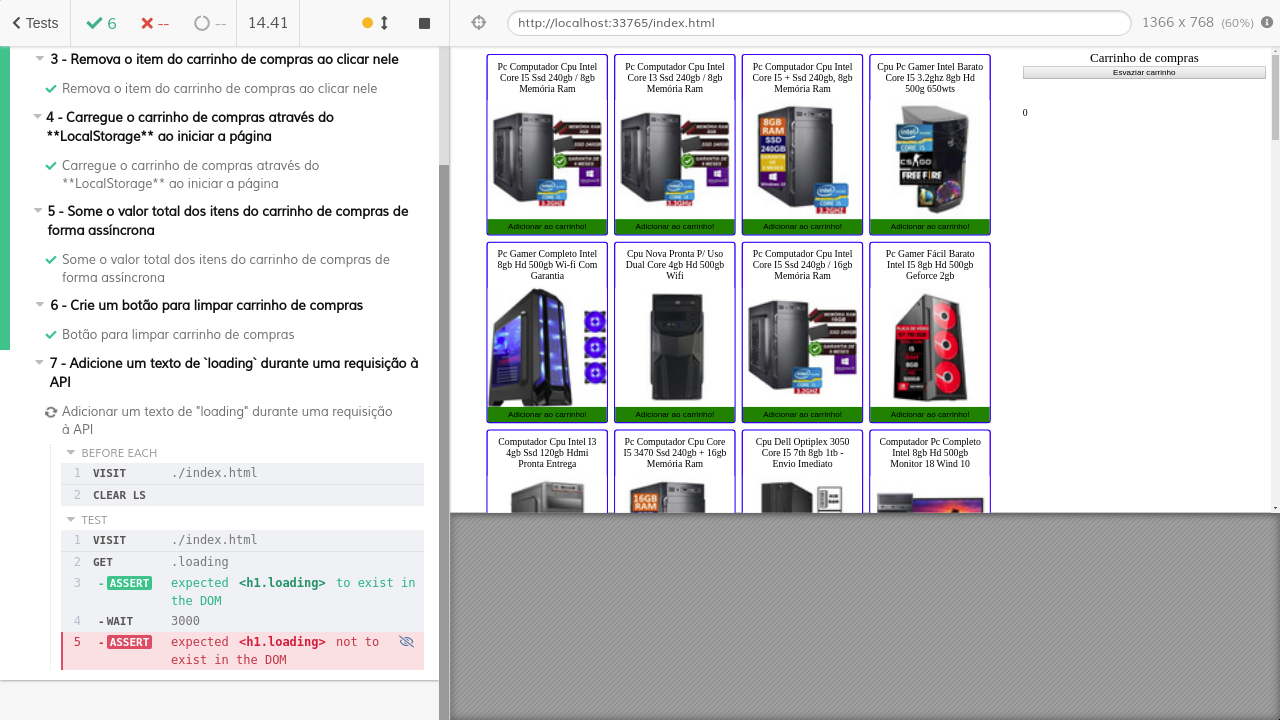 Tests
6
--
--
14.41
http://localhost:33765/index.html
1366 x 768 (60%)
3 - Remova o item do carrinho de compras ao clicar nele
Remova o item do carrinho de compras ao clicar nele
4 - Carregue o carrinho de compras através do
**LocalStorage** ao iniciar a página
Carregue o carrinho de compras através do
**LocalStorage** ao iniciar a página
5 - Some o valor total dos itens do carrinho de compras de
forma assíncrona
Some o valor total dos itens do carrinho de compras de
forma assíncrona
6 - Crie um botão para limpar carrinho de compras
Botão para limpar carrinho de compras
7 - Adicione um texto de `loading` durante uma requisição à
API
Adicionar um texto de "loading" durante uma requisição
à API
BEFORE EACH
1 VISIT ./index.html
2 CLEAR LS
TEST
1 VISIT ./index.html
2 GET .loading
3 - ASSERT expected <h1.loading> to exist in
the DOM
4 - WAIT 3000
5 - ASSERT expected <h1.loading> not to
exist in the DOM
Pc Computador Cpu Intel
Core I5 Ssd 240gb / 8gb
Memória Ram
Adicionar ao carrinho!
Pc Computador Cpu Intel
Core I3 Ssd 240gb / 8gb
Memória Ram
Adicionar ao carrinho!
Pc Computador Cpu Intel
Core I5 + Ssd 240gb, 8gb
Memória Ram
8GB
RAM
SSD
240GB
Adicionar ao carrinho!
Cpu Pc Gamer Intel Barato
Core I5 3.2ghz 8gb Hd
500g 650wts
intel
CORE i5
CS:GO
FREE FIRE
Adicionar ao carrinho!
Pc Gamer Completo Intel
8gb Hd 500gb Wi-fi Com
Garantia
Adicionar ao carrinho!
Cpu Nova Pronta P/ Uso
Dual Core 4gb Hd 500gb
Wifi
Adicionar ao carrinho!
Pc Computador Cpu Intel
Core I5 Ssd 240gb / 16gb
Memória Ram
Adicionar ao carrinho!
Pc Gamer Fácil Barato
Intel I5 8gb Hd 500gb
Geforce 2gb
Adicionar ao carrinho!
Computador Cpu Intel I3
4gb Ssd 120gb Hdmi
Pronta Entrega
Pc Computador Cpu Core
I5 3470 Ssd 240gb + 16gb
Memória Ram
16GB
RAM
Cpu Dell Optiplex 3050
Core I5 7th 8gb 1tb -
Envio Imediato
Computador Pc Completo
Intel 8gb Hd 500gb
Monitor 18 Wind 10
Carrinho de compras
Esvaziar carrinho
0